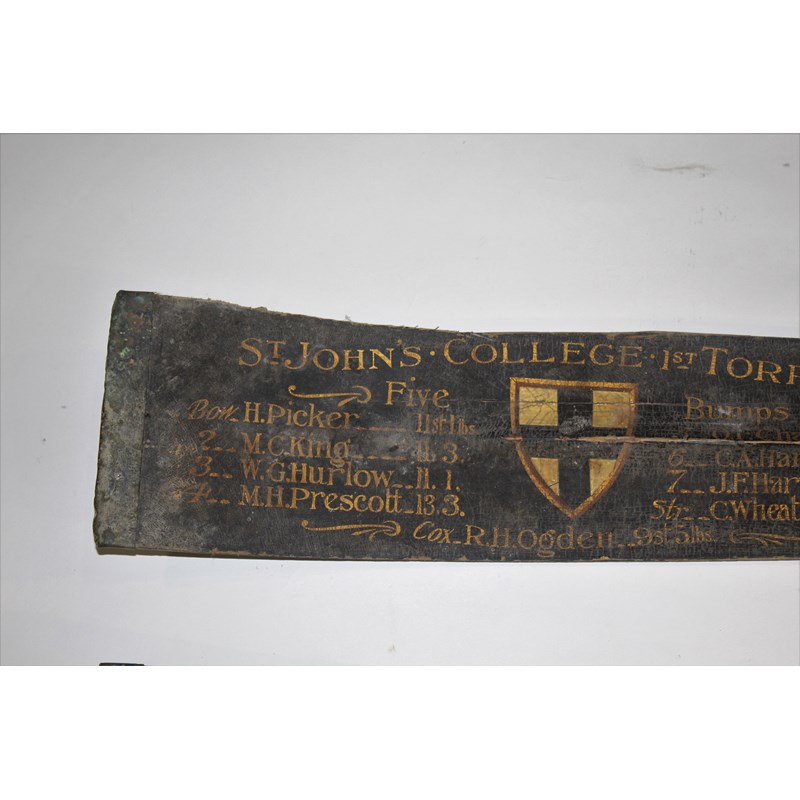 ST JOHN'S · COLLEGE · 1ST TORP
Five Bumps
Bow H. Picker 11st 1lbs
2 M.C. King 11. 3.
3 W.G. Hurlow 11. 1.
4 M.H. Prescott 13. 3.
6 C.A. Har
7 J.F. Har
Str. C. Wheat
Cox R.H. Ogden 9st 5lbs